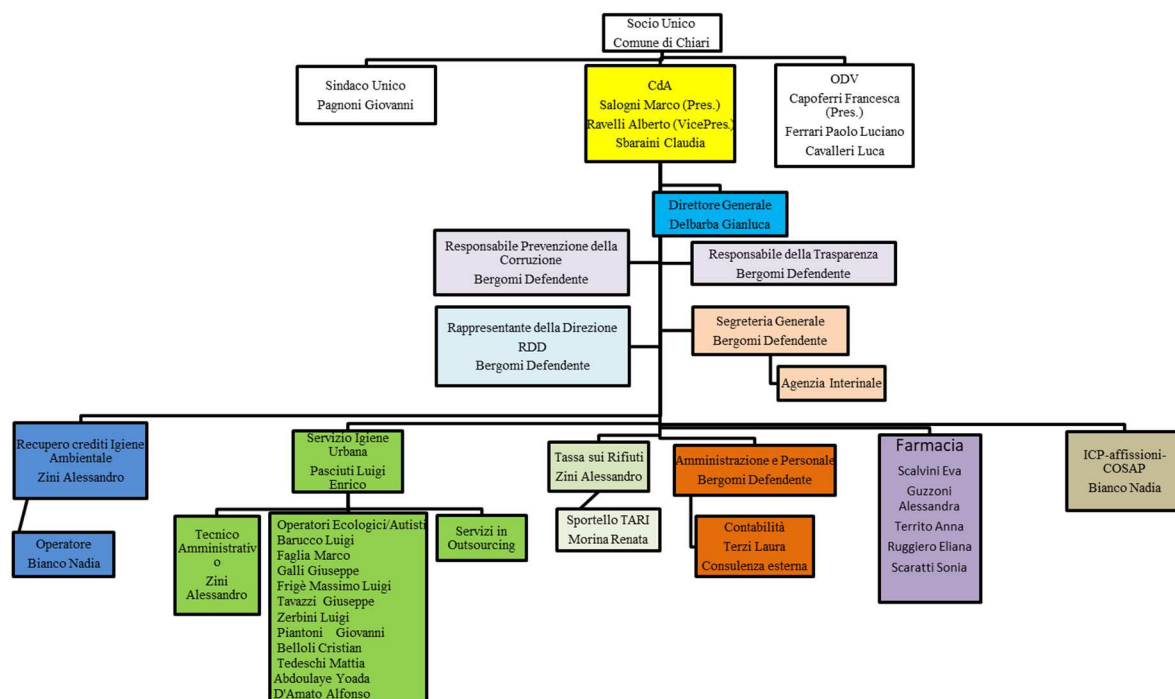 Socio Unico
Comune di Chiari
Sindaco Unico
Pagnoni Giovanni
CdA
Salogni Marco (Pres.)
Ravelli Alberto (VicePres.)
Sbaraini Claudia
ODV
Capoferri Francesca
(Pres.)
Ferrari Paolo Luciano
Cavalleri Luca
Direttore Generale
Delbarba Gianluca
Responsabile Prevenzione della
Corruzione
Bergomi Defendente
Responsabile della Trasparenza
Bergomi Defendente
Rappresentante della Direzione
RDD
Bergomi Defendente
Segreteria Generale
Bergomi Defendente
Agenzia Interinale
Recupero crediti Igiene
Ambientale
Zini Alessandro
Operatore
Bianco Nadia
Servizio Igiene
Urbana
Pasciuti Luigi
Enrico
Tecnico
Amministrativ
o
Zini
Alessandro
Operatori Ecologici/Autisti
Barucco Luigi
Faglia Marco
Galli Giuseppe
Frigè Massimo Luigi
Tavazzi Giuseppe
Zerbini Luigi
Piantoni Giovanni
Belloli Cristian
Tedeschi Mattia
Abdoulaye Yoada
D'Amato Alfonso
Servizi in
Outsourcing
Tassa sui Rifiuti
Zini Alessandro
Sportello TARI
Morina Renata
Amministrazione e Personale
Bergomi Defendente
Contabilità
Terzi Laura
Consulenza esterna
Farmacia
Scalvini Eva
Guzzoni
Alessandra
Territo Anna
Ruggiero Eliana
Scaratti Sonia
ICP-affissioni-
COSAP
Bianco Nadia